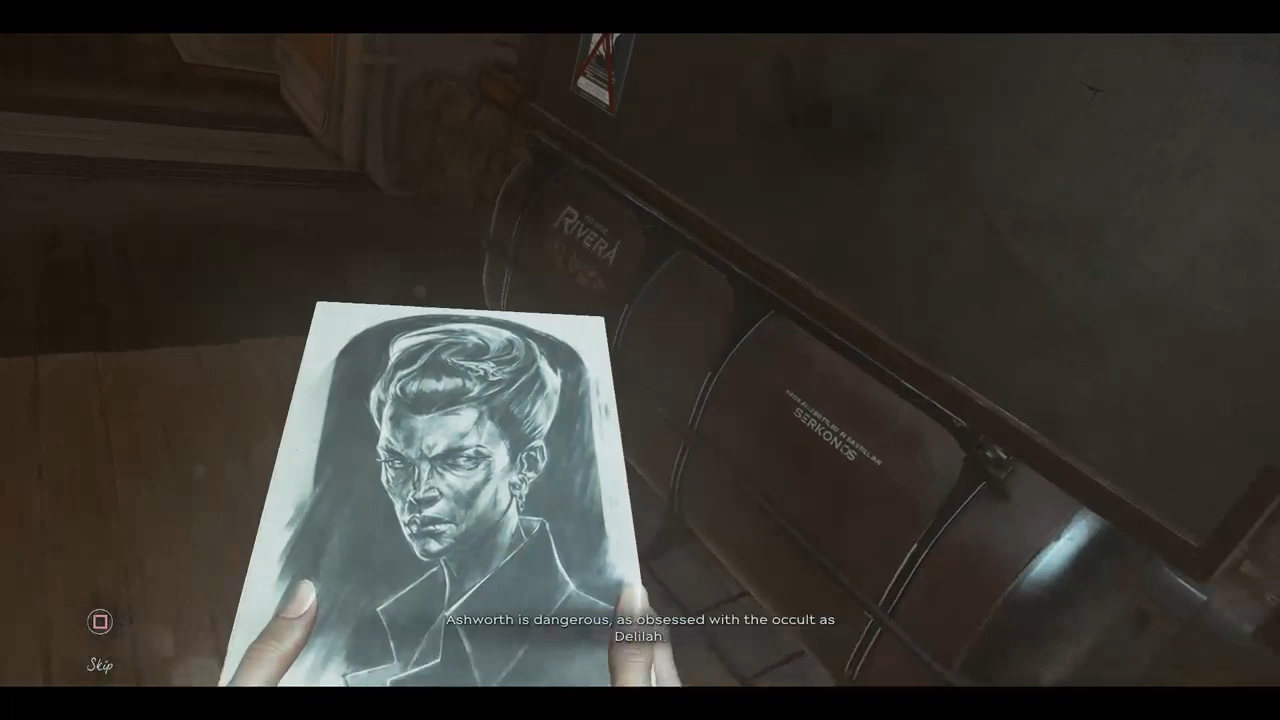 RIVERA
SERKONOS
Ashworth is dangerous, as obsessed with the occult as
Delilah.
Skip